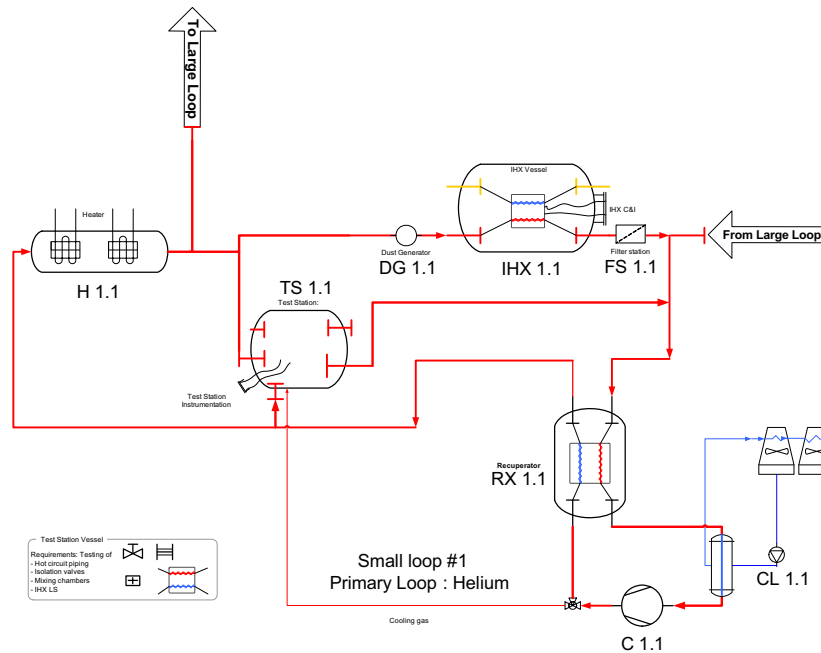 To Large Loop
IHX Vessel
Heater
IHX C&I
From Large Loop
Dust Generator
Filter station
DG 1.1
IHX 1.1
FS 1.1
H 1.1
TS 1.1
Test Station:
Test Station
Instrumentation
Recuperator
RX 1.1
Test Station Vessel
Requirements: Testing of
- Hot circuit piping
- Isolation valves
- Mixing chambers
- IHX LS
Small loop #1
Primary Loop : Helium
CL 1.1
Cooling gas
C 1.1